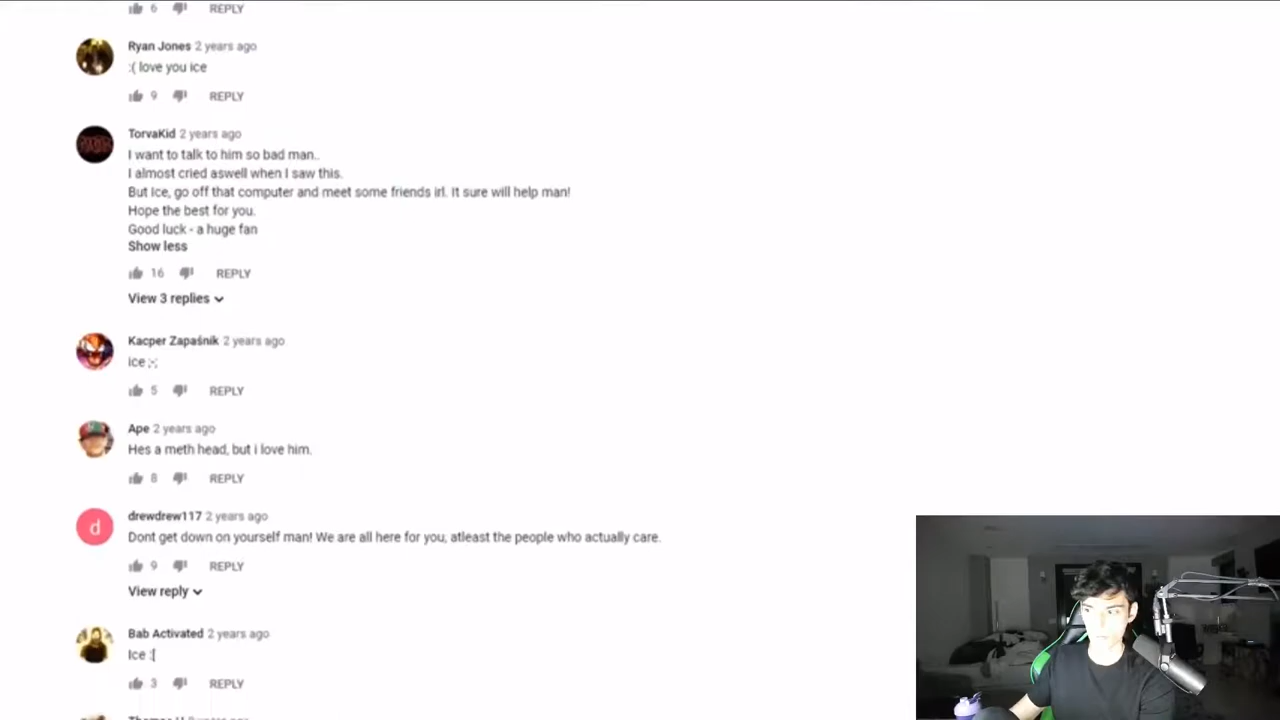 6 REPLY
Ryan Jones 2 years ago
:( love you ice
9 REPLY
TorvaKid 2 years ago
I want to talk to him so bad man..
I almost cried aswell when I saw this.
But Ice, go off that computer and meet some friends irl. It sure will help man!
Hope the best for you.
Good luck - a huge fan
Show less
16 REPLY
View 3 replies
Kacper Zapaśnik 2 years ago
ice ;-;
5 REPLY
Ape 2 years ago
Hes a meth head, but i love him.
8 REPLY
d
drewdrew117 2 years ago
Dont get down on yourself man! We are all here for you, atleast the people who actually care.
9 REPLY
View reply
Bab Activated 2 years ago
Ice :[
3 REPLY